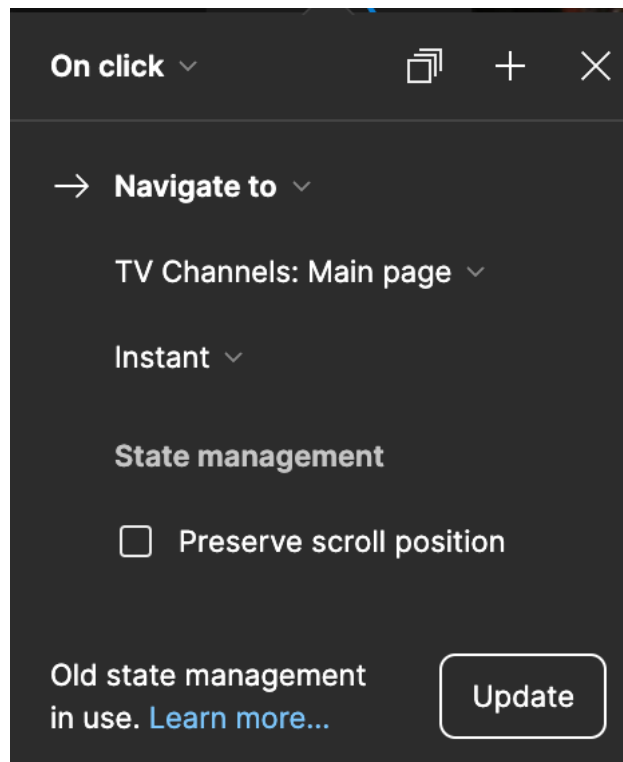 On click
Navigate to
TV Channels: Main page
Instant
State management
Preserve scroll position
Old state management
in use. Learn more...
Update